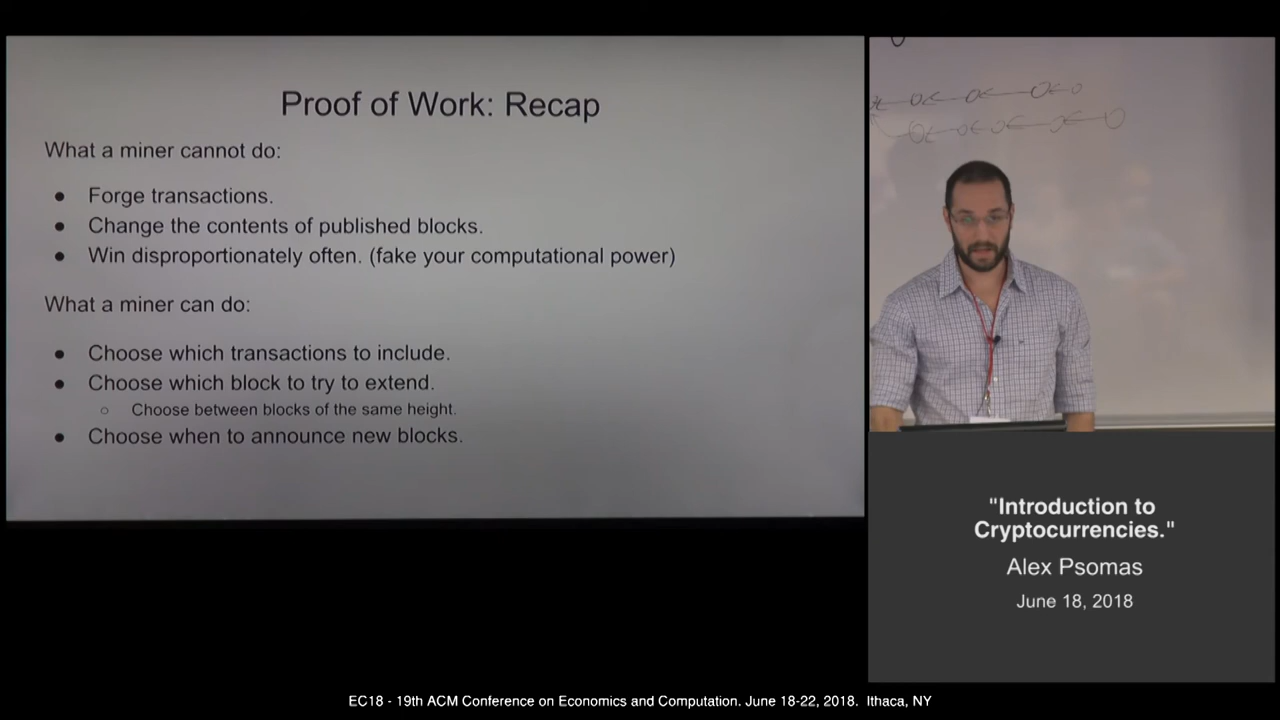 Proof of Work: Recap
What a miner cannot do:
● Forge transactions.
● Change the contents of published blocks.
● Win disproportionately often. (fake your computational power)
What a miner can do:
● Choose which transactions to include.
● Choose which block to try to extend.
○ Choose between blocks of the same height.
● Choose when to announce new blocks.
"Introduction to
Cryptocurrencies."
Alex Psomas
June 18, 2018
EC18 - 19th ACM Conference on Economics and Computation. June 18-22, 2018. Ithaca, NY